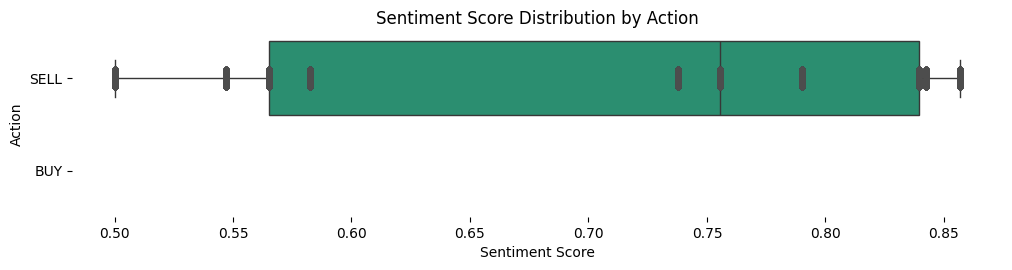 Sentiment Score Distribution by Action
Action
SELL
BUY
0.50 0.55 0.60 0.65 0.70 0.75 0.80 0.85
Sentiment Score